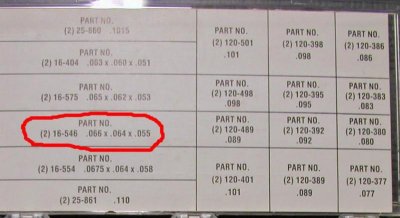 PART NO.
(2) 25-860 .1015
PART NO.
(2) 16-404 .063 x .060 x .051
PART NO.
(2) 16-575 .065 x .062 x .053
PART NO.
(2) 16-546 .066 x .064 x .055
PART NO.
(2) 16-554 .0675 x .064 x .058
PART NO.
(2) 25-861 .110
PART NO.
(2) 120-501
.101
PART NO.
(2) 120-498
.098
PART NO.
(2) 120-489
.089
PART NO.
(2) 120-401
.101
PART NO.
(2) 120-398
.098
PART NO.
(2) 120-395
.095
PART NO.
(2) 120-392
.092
PART NO.
(2) 120-389
.089
PART NO.
(2) 120-386
.086
PART NO.
(2) 120-383
.083
PART NO.
(2) 120-380
.080
PART NO.
(2) 120-377
.077